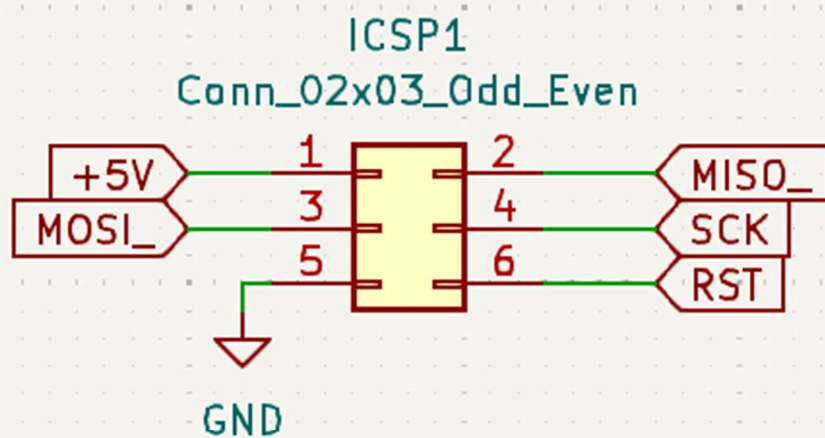 ICSP1
Conn_02x03_Odd_Even
+5V 1 2 MISO_
MOSI_ 3 4 SCK
5 6 RST
GND